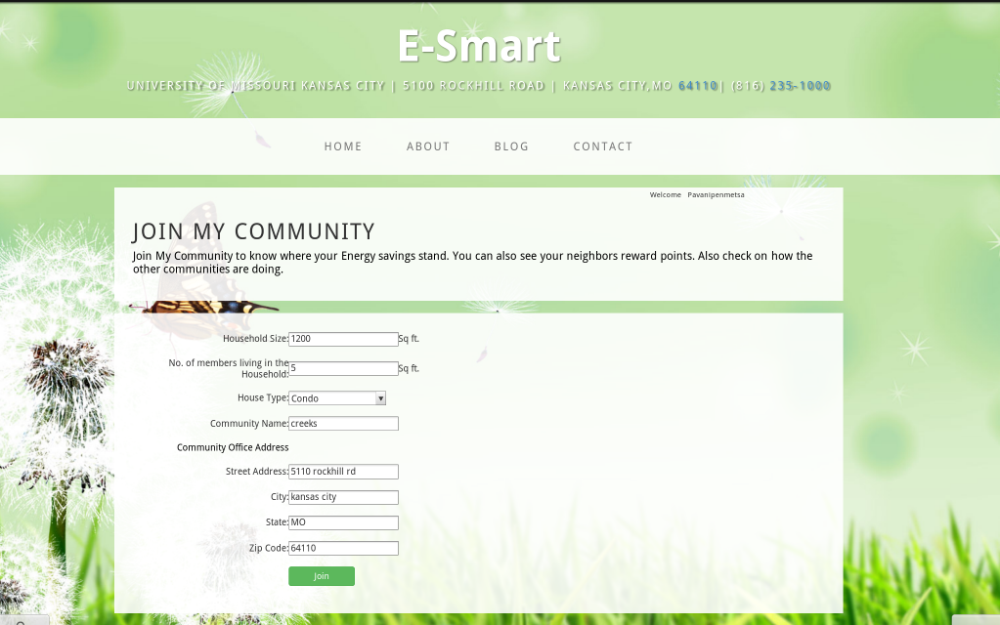 E-Smart
UNIVERSITY OF MISSOURI KANSAS CITY | 5100 ROCKHILL ROAD | KANSAS CITY,MO 64110| (816) 235-1000
HOME ABOUT BLOG CONTACT
Welcome Pavanipenmetsa
JOIN MY COMMUNITY
Join My Community to know where your Energy savings stand. You can also see your neighbors reward points. Also check on how the
other communities are doing.
Household Size: 1200 Sq ft.
No. of members living in the
Household: 5 Sq ft.
House Type: Condo
Community Name: creeks
Community Office Address
Street Address: 5110 rockhill rd
City: kansas city
State: MO
Zip Code: 64110
Join